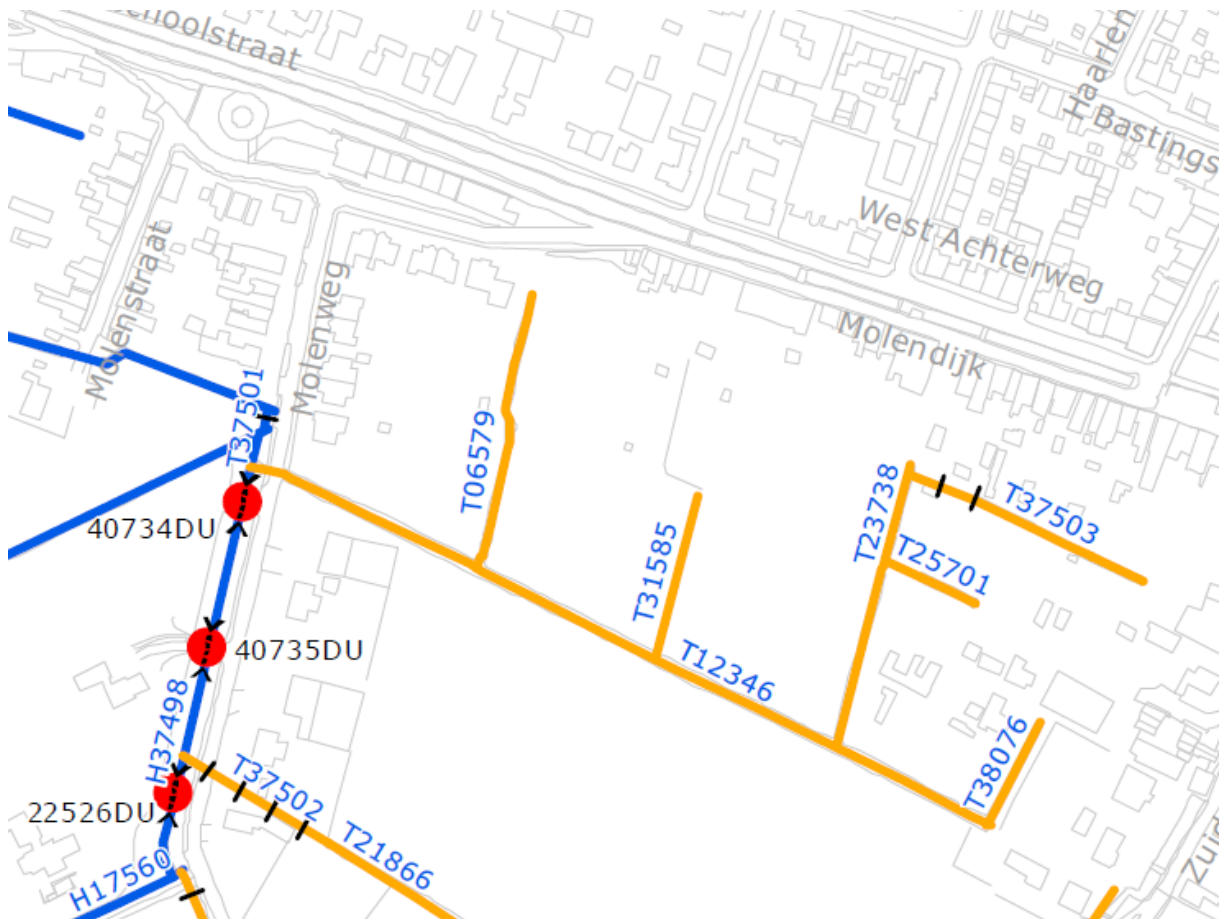 choolstraat
Haarlem
Bastings
West Achterweg
Molenstraat
Molenweg
Molendijk
T37501
T06579
T23738
T37503
40734DU
T25701
T31585
40735DU
T12346
H37498
T38076
T37502
22526DU
T21866
H17560
Zuid